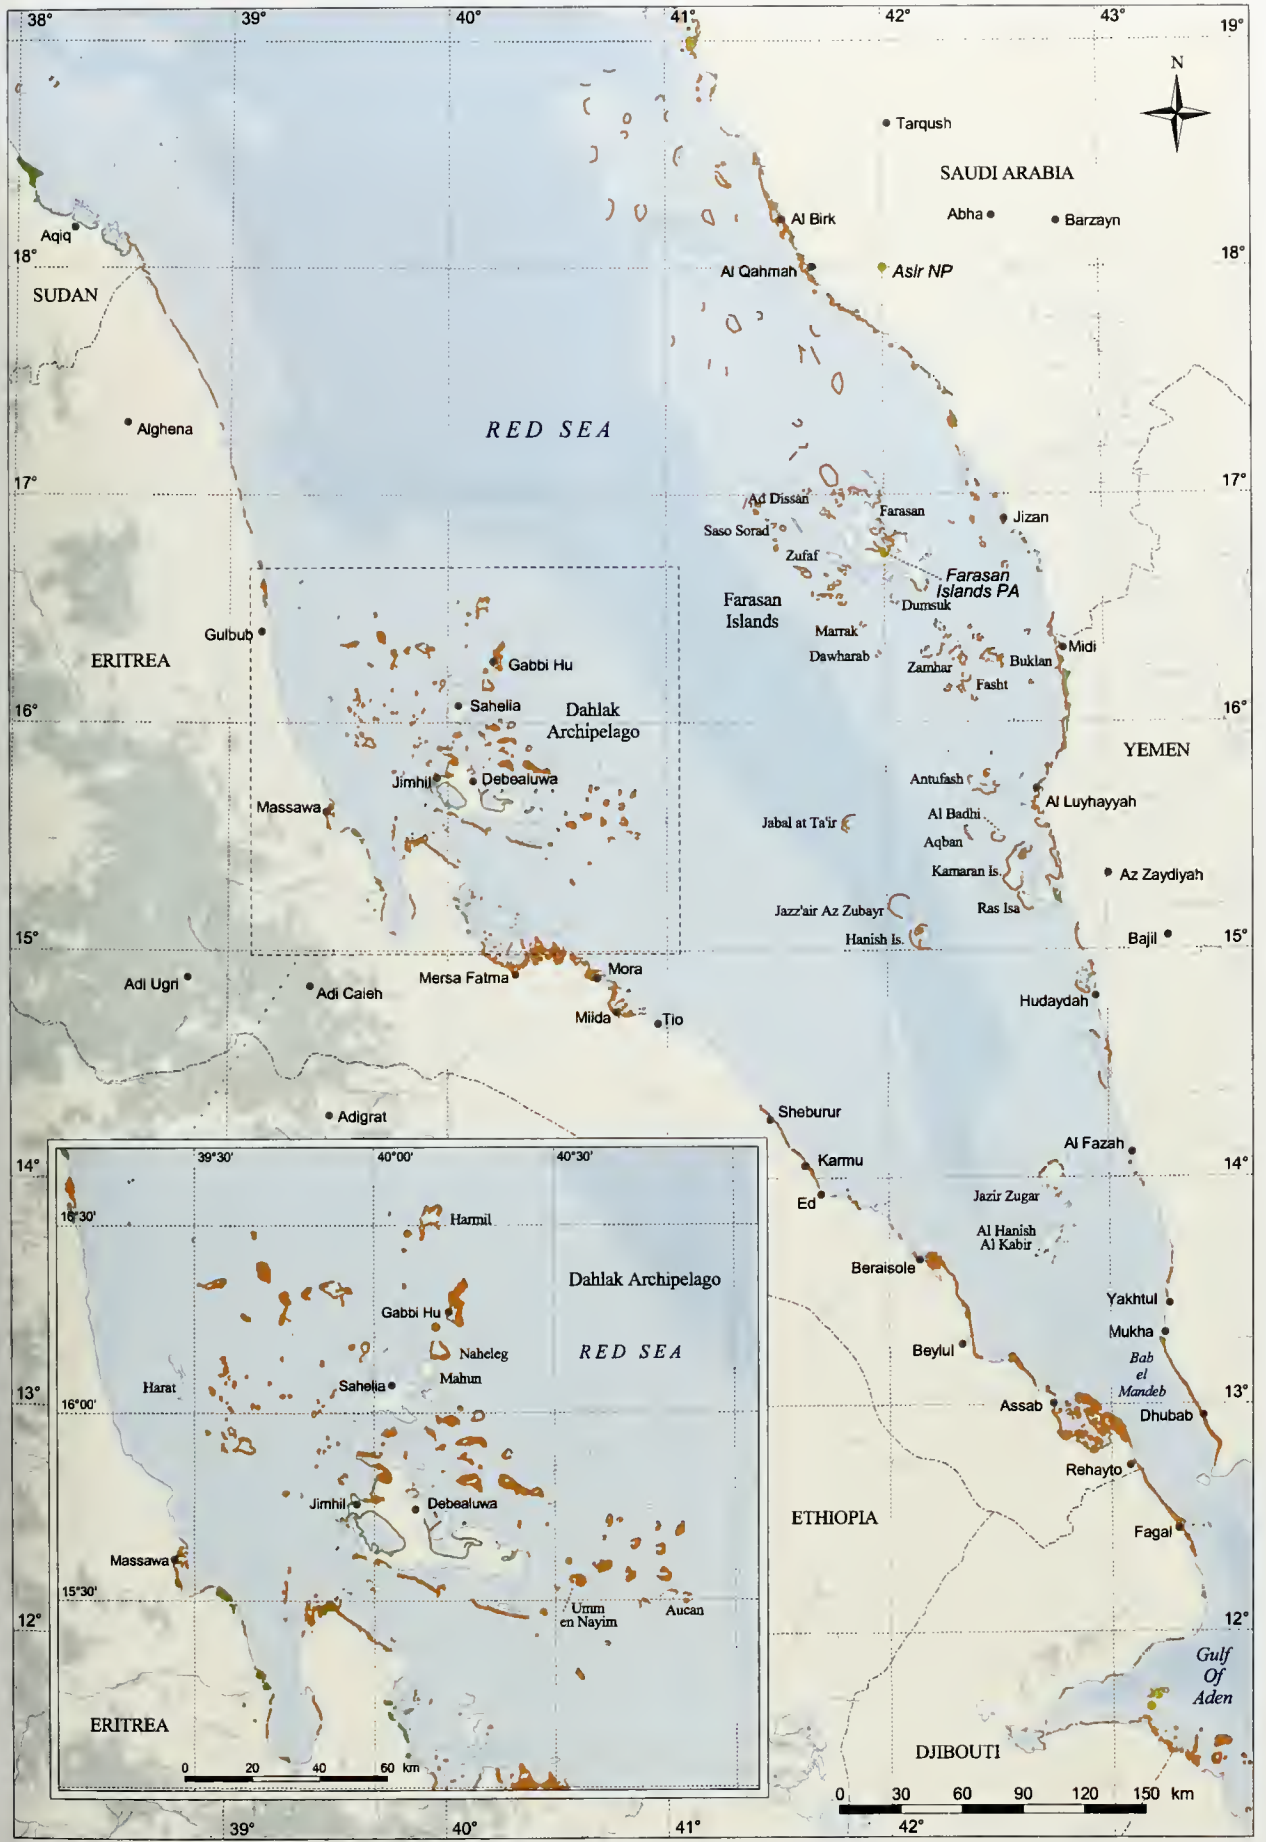 38°
39°
40°
41°
42°
43°
19°
N
Tarqush
SAUDI ARABIA
Abha
Barzayn
Al Birk
Aqiq
18°
Al Qahmah
Asir NP
18°
SUDAN
Alghena
RED SEA
17°
17°
Ad Dissan
Farasan
Jizan
Saso Sorad
Zufaf
Farasan
Islands PA
Farasan
Islands
Dumsuk
Gulbub
Marrak
Midi
ERITREA
Gabbi Hu
Dawharab
Zamhar
Buklan
Fasht
Sahelia
Dahlak
Archipelago
16°
16°
YEMEN
Jimhil
Debealuwa
Antufash
Al Luyhayyah
Massawa
Jabal at Ta'ir
Al Badhi
Aqban
Kamaran Is.
Az Zaydiyah
Jazz'air Az Zubayr
Ras Isa
Hanish Is.
Bajil
15°
15°
Adi Ugri
Adi Caieh
Mersa Fatma
Mora
Hudaydah
Milda
Tio
Adigrat
Sheburur
Al Fazah
14°
14°
Karmu
Ed
Jazir Zugar
Al Hanish
Al Kabir
Beraisole
Yakhtul
Mukha
Beylul
Bab
el
Mandeb
13°
13°
Assab
Dhubab
Rehayto
ETHIOPIA
Fagal
12°
12°
Gulf
Of
Aden
DJIBOUTI
0 30 60 90 120 150 km
39°
40°
41°
42°
39°30'
40°00'
40°30'
16°30'
Harmil
Dahlak Archipelago
Gabbi Hu
Naheleg
RED SEA
Mahun
Harat
Sahelia
16°00'
Jimhil
Debealuwa
Massawa
15°30'
Umm
en Nayim
Aucan
ERITREA
0 20 40 60 km